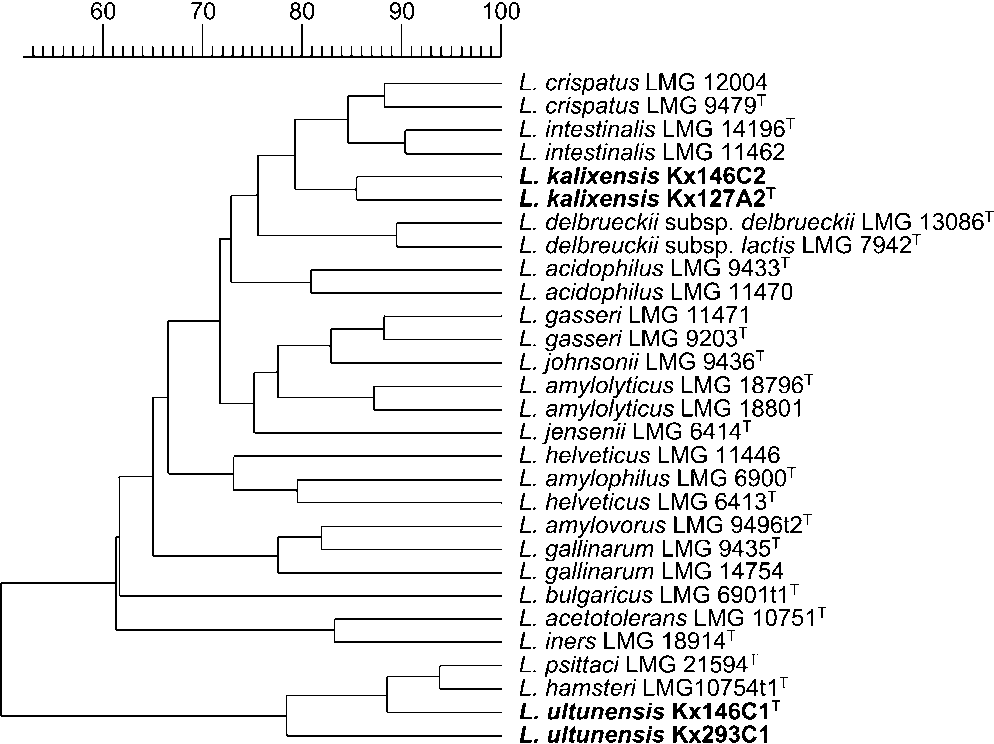 60 70 80 90 100
L. crispatus LMG 12004
L. crispatus LMG 9479ᵀ
L. intestinalis LMG 14196ᵀ
L. intestinalis LMG 11462
L. kalixensis Kx146C2
L. kalixensis Kx127A2ᵀ
L. delbrueckii subsp. delbrueckii LMG 13086ᵀ
L. delbreuckii subsp. lactis LMG 7942ᵀ
L. acidophilus LMG 9433ᵀ
L. acidophilus LMG 11470
L. gasseri LMG 11471
L. gasseri LMG 9203ᵀ
L. johnsonii LMG 9436ᵀ
L. amylolyticus LMG 18796ᵀ
L. amylolyticus LMG 18801
L. jensenii LMG 6414ᵀ
L. helveticus LMG 11446
L. amylophilus LMG 6900ᵀ
L. helveticus LMG 6413ᵀ
L. amylovorus LMG 9496t2ᵀ
L. gallinarum LMG 9435ᵀ
L. gallinarum LMG 14754
L. bulgaricus LMG 6901t1ᵀ
L. acetotolerans LMG 10751ᵀ
L. iners LMG 18914ᵀ
L. psittaci LMG 21594ᵀ
L. hamsteri LMG10754t1ᵀ
L. ultunensis Kx146C1ᵀ
L. ultunensis Kx293C1